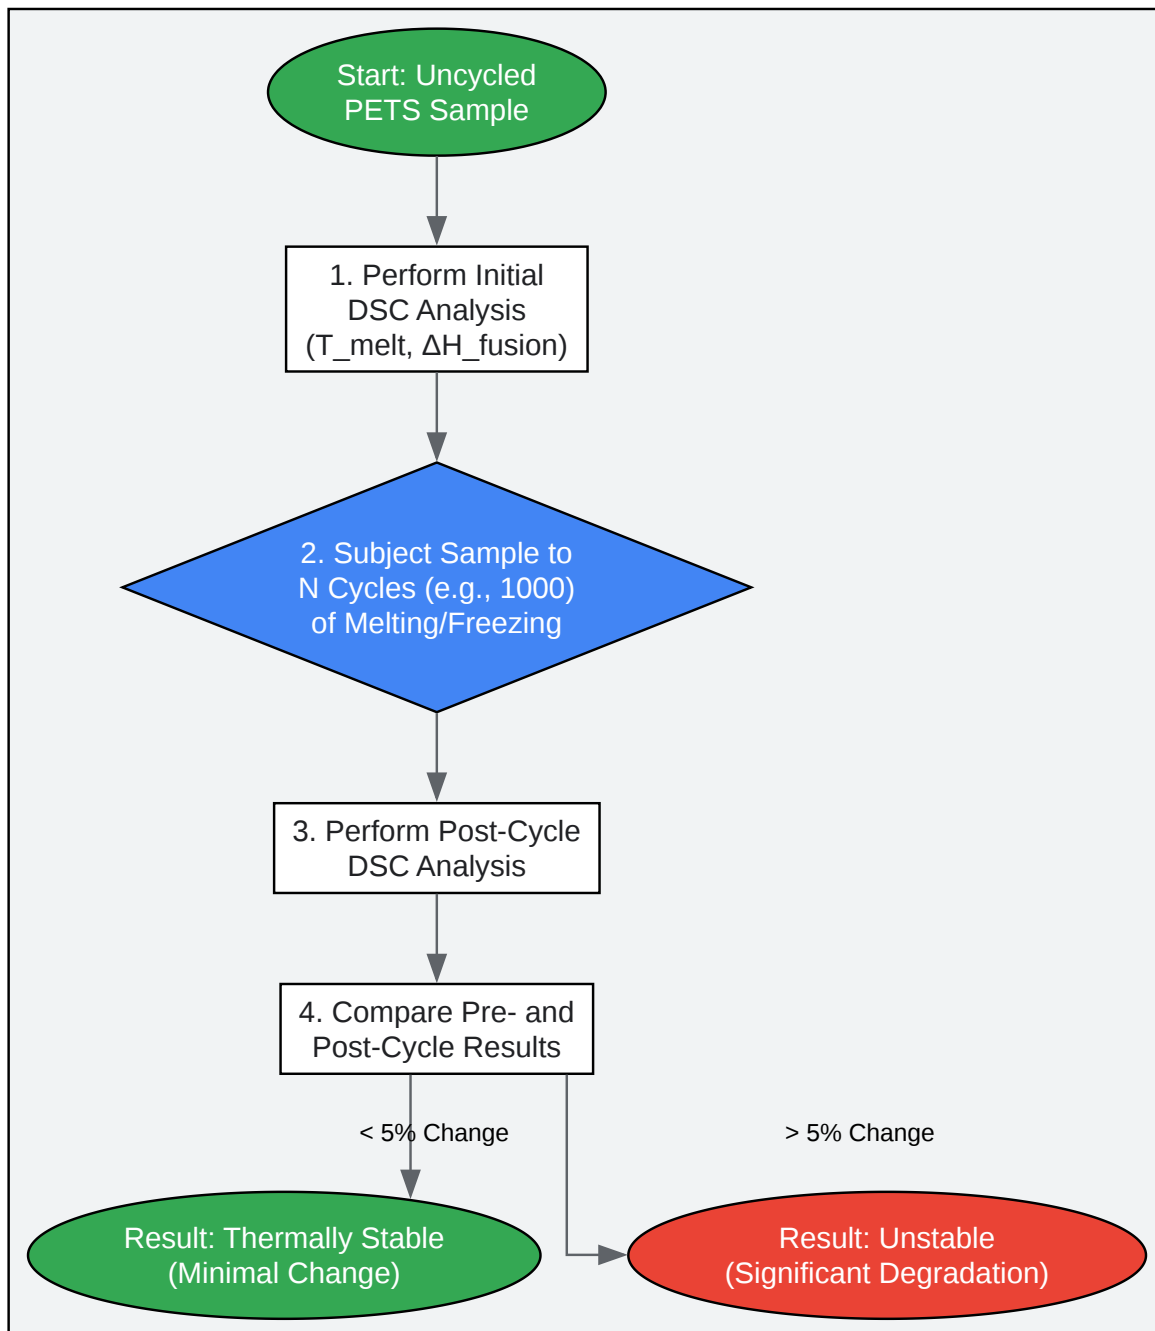 Start: Uncycled
PETS Sample
1. Perform Initial
DSC Analysis
(T_melt, ΔH_fusion)
2. Subject Sample to
N Cycles (e.g., 1000)
of Melting/Freezing
3. Perform Post-Cycle
DSC Analysis
4. Compare Pre- and
Post-Cycle Results
< 5% Change
> 5% Change
Result: Thermally Stable
(Minimal Change)
Result: Unstable
(Significant Degradation)